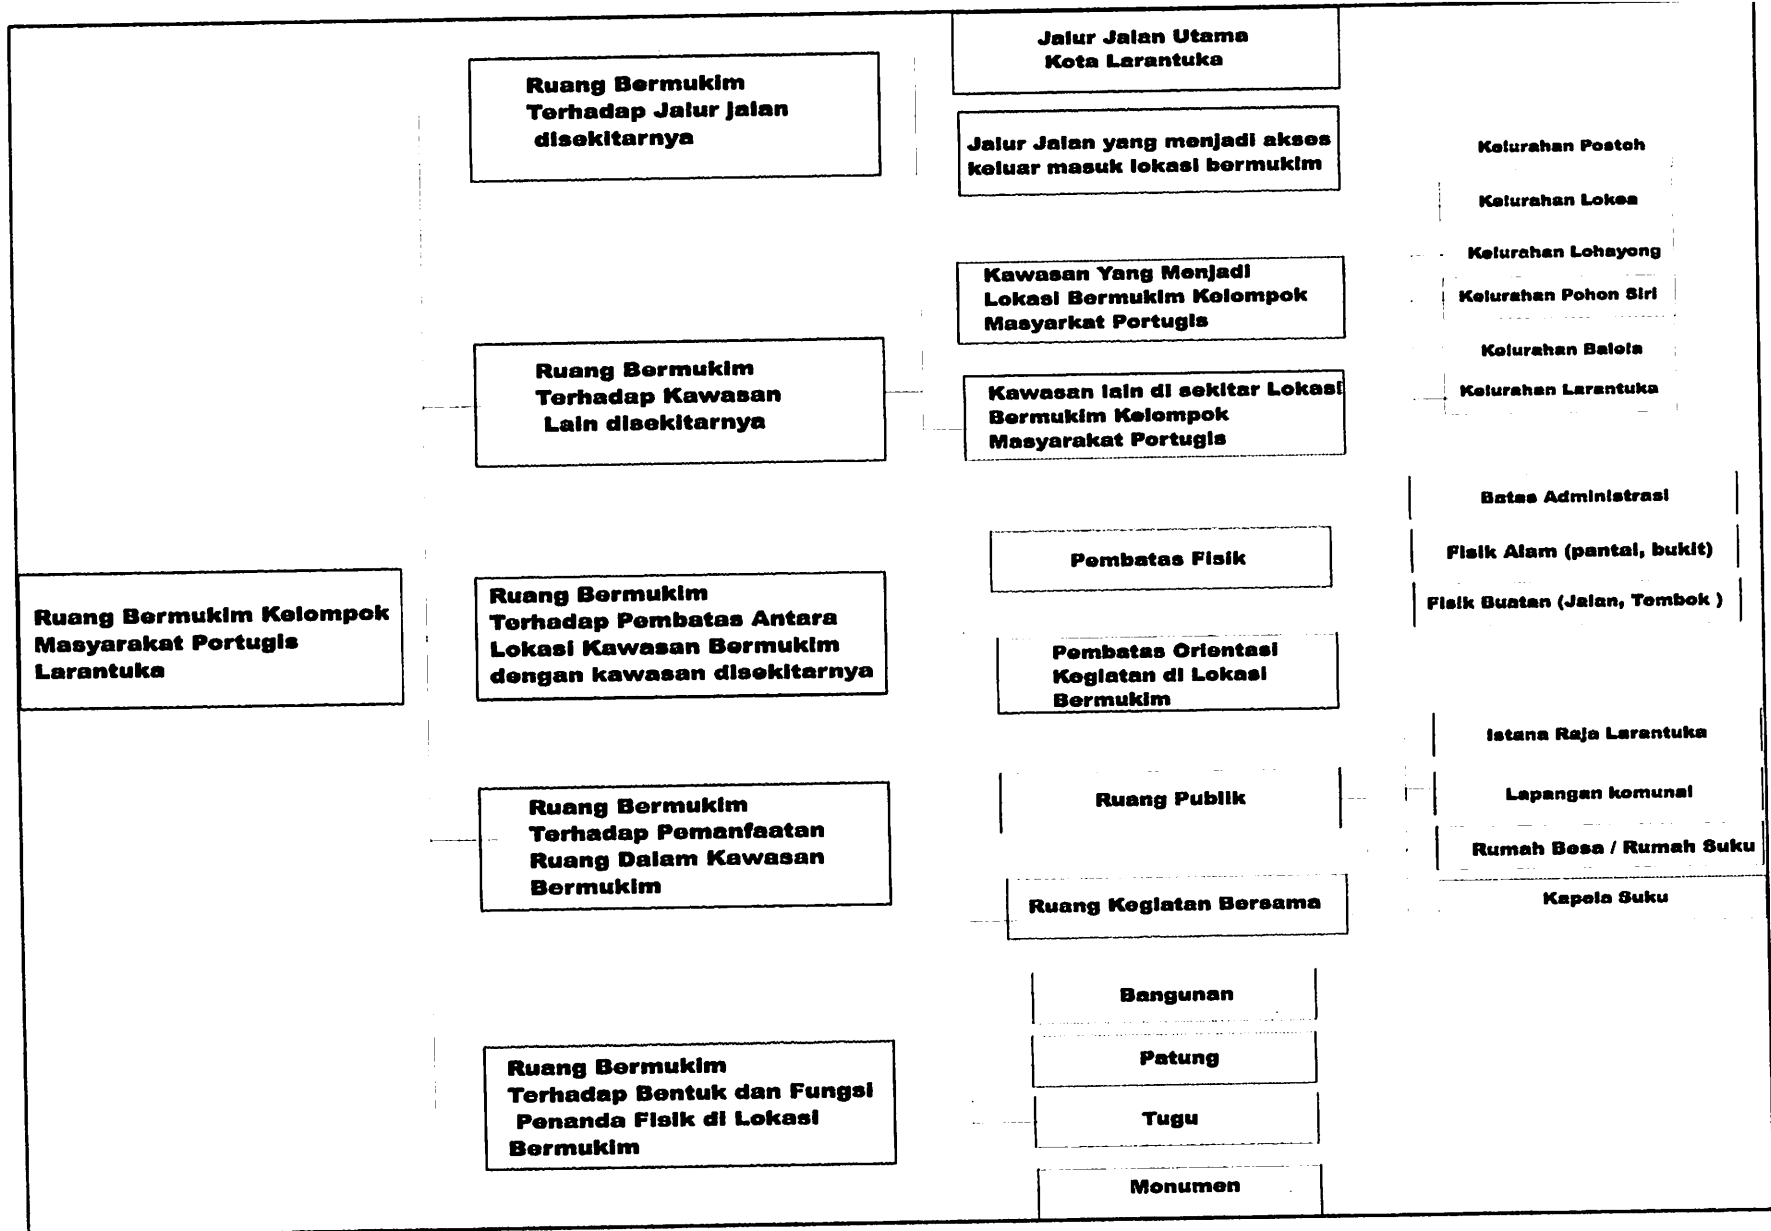 Ruang Bermukim Kelompok
Masyarakat Portugis
Larantuka
Ruang Bermukim
Terhadap Jalur jalan
disekitarnya
Ruang Bermukim
Terhadap Kawasan
Lain disekitarnya
Ruang Bermukim
Terhadap Pembatas Antara
Lokasi Kawasan Bermukim
dengan kawasan disekitarnya
Ruang Bermukim
Terhadap Pemanfaatan
Ruang Dalam Kawasan
Bermukim
Ruang Bermukim
Terhadap Bentuk dan Fungsi
Penanda Fisik di Lokasi
Bermukim
Jalur Jalan Utama
Kota Larantuka
Jalur Jalan yang menjadi akses
keluar masuk lokasi bermukim
Kawasan Yang Menjadi
Lokasi Bermukim Kelompok
Masyarkat Portugis
Kawasan lain di sekitar Lokasi
Bermukim Kelompok
Masyarakat Portugis
Pembatas Fisik
Pembatas Orientasi
Kegiatan di Lokasi
Bermukim
Ruang Publik
Ruang Kegiatan Bersama
Bangunan
Patung
Tugu
Monumen
Kelurahan Postoh
Kelurahan Lokea
Kelurahan Lohayong
Kelurahan Pohon Siri
Kelurahan Balela
Kelurahan Larantuka
Batas Administrasi
Fisik Alam (pantai, bukit)
Fisik Buatan (Jalan, Tembok )
Istana Raja Larantuka
Lapangan komunal
Rumah Besa / Rumah Suku
Kapela Suku